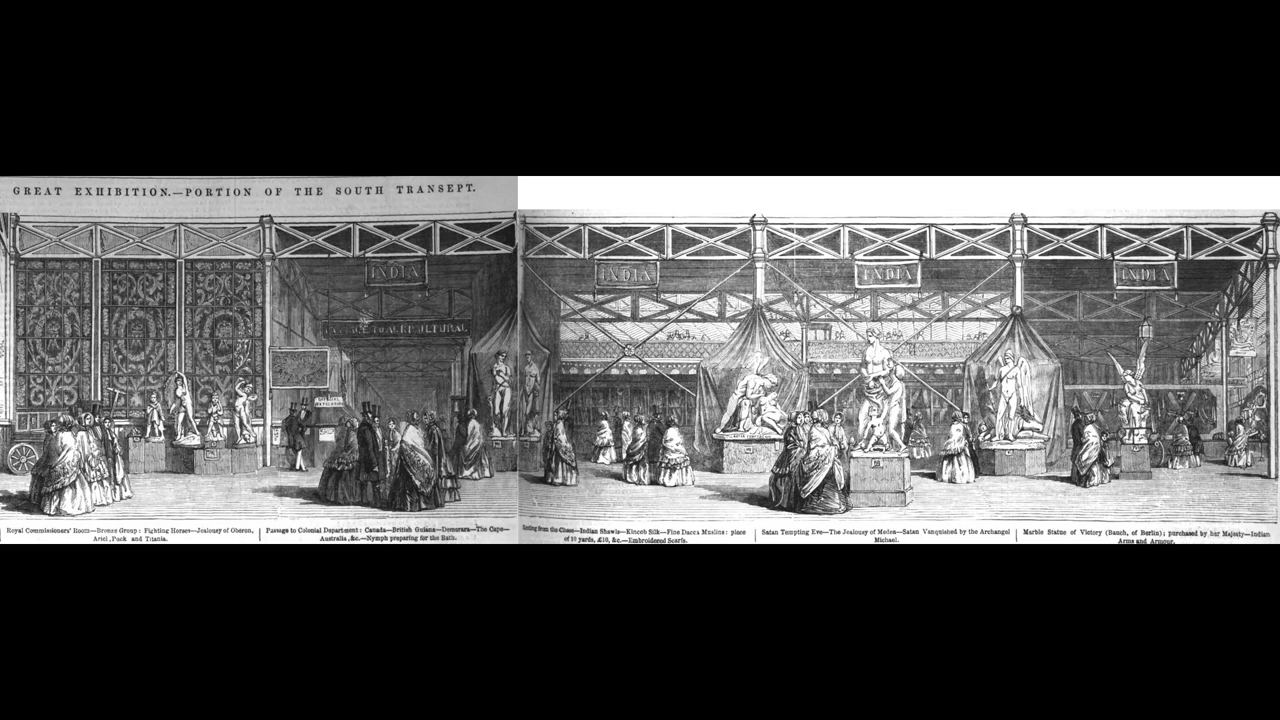 GREAT EXHIBITION.—PORTION OF THE SOUTH TRANSEPT.
INDIA
INDIA
INDIA
INDIA
Royal Commissioners' Room—Bronze Group: Fighting Horses—Jealousy of Oberon,
Ariel, Puck and Titania.
Passage to Colonial Department: Canada—British Guiana—Demerara—The Cape—
Australia, &c.—Nymph preparing for the Bath.
from the Chase—Indian Shawls—Kincob Silk—Fine Dacca Muslins: piece
of 10 yards, £10, &c.—Embroidered Scarfs.
Satan Tempting Eve—The Jealousy of Medea—Satan Vanquished by the Archangel
Michael.
Marble Statue of Victory (Bauch, of Berlin); purchased by her Majesty—Indian
Arms and Armour.